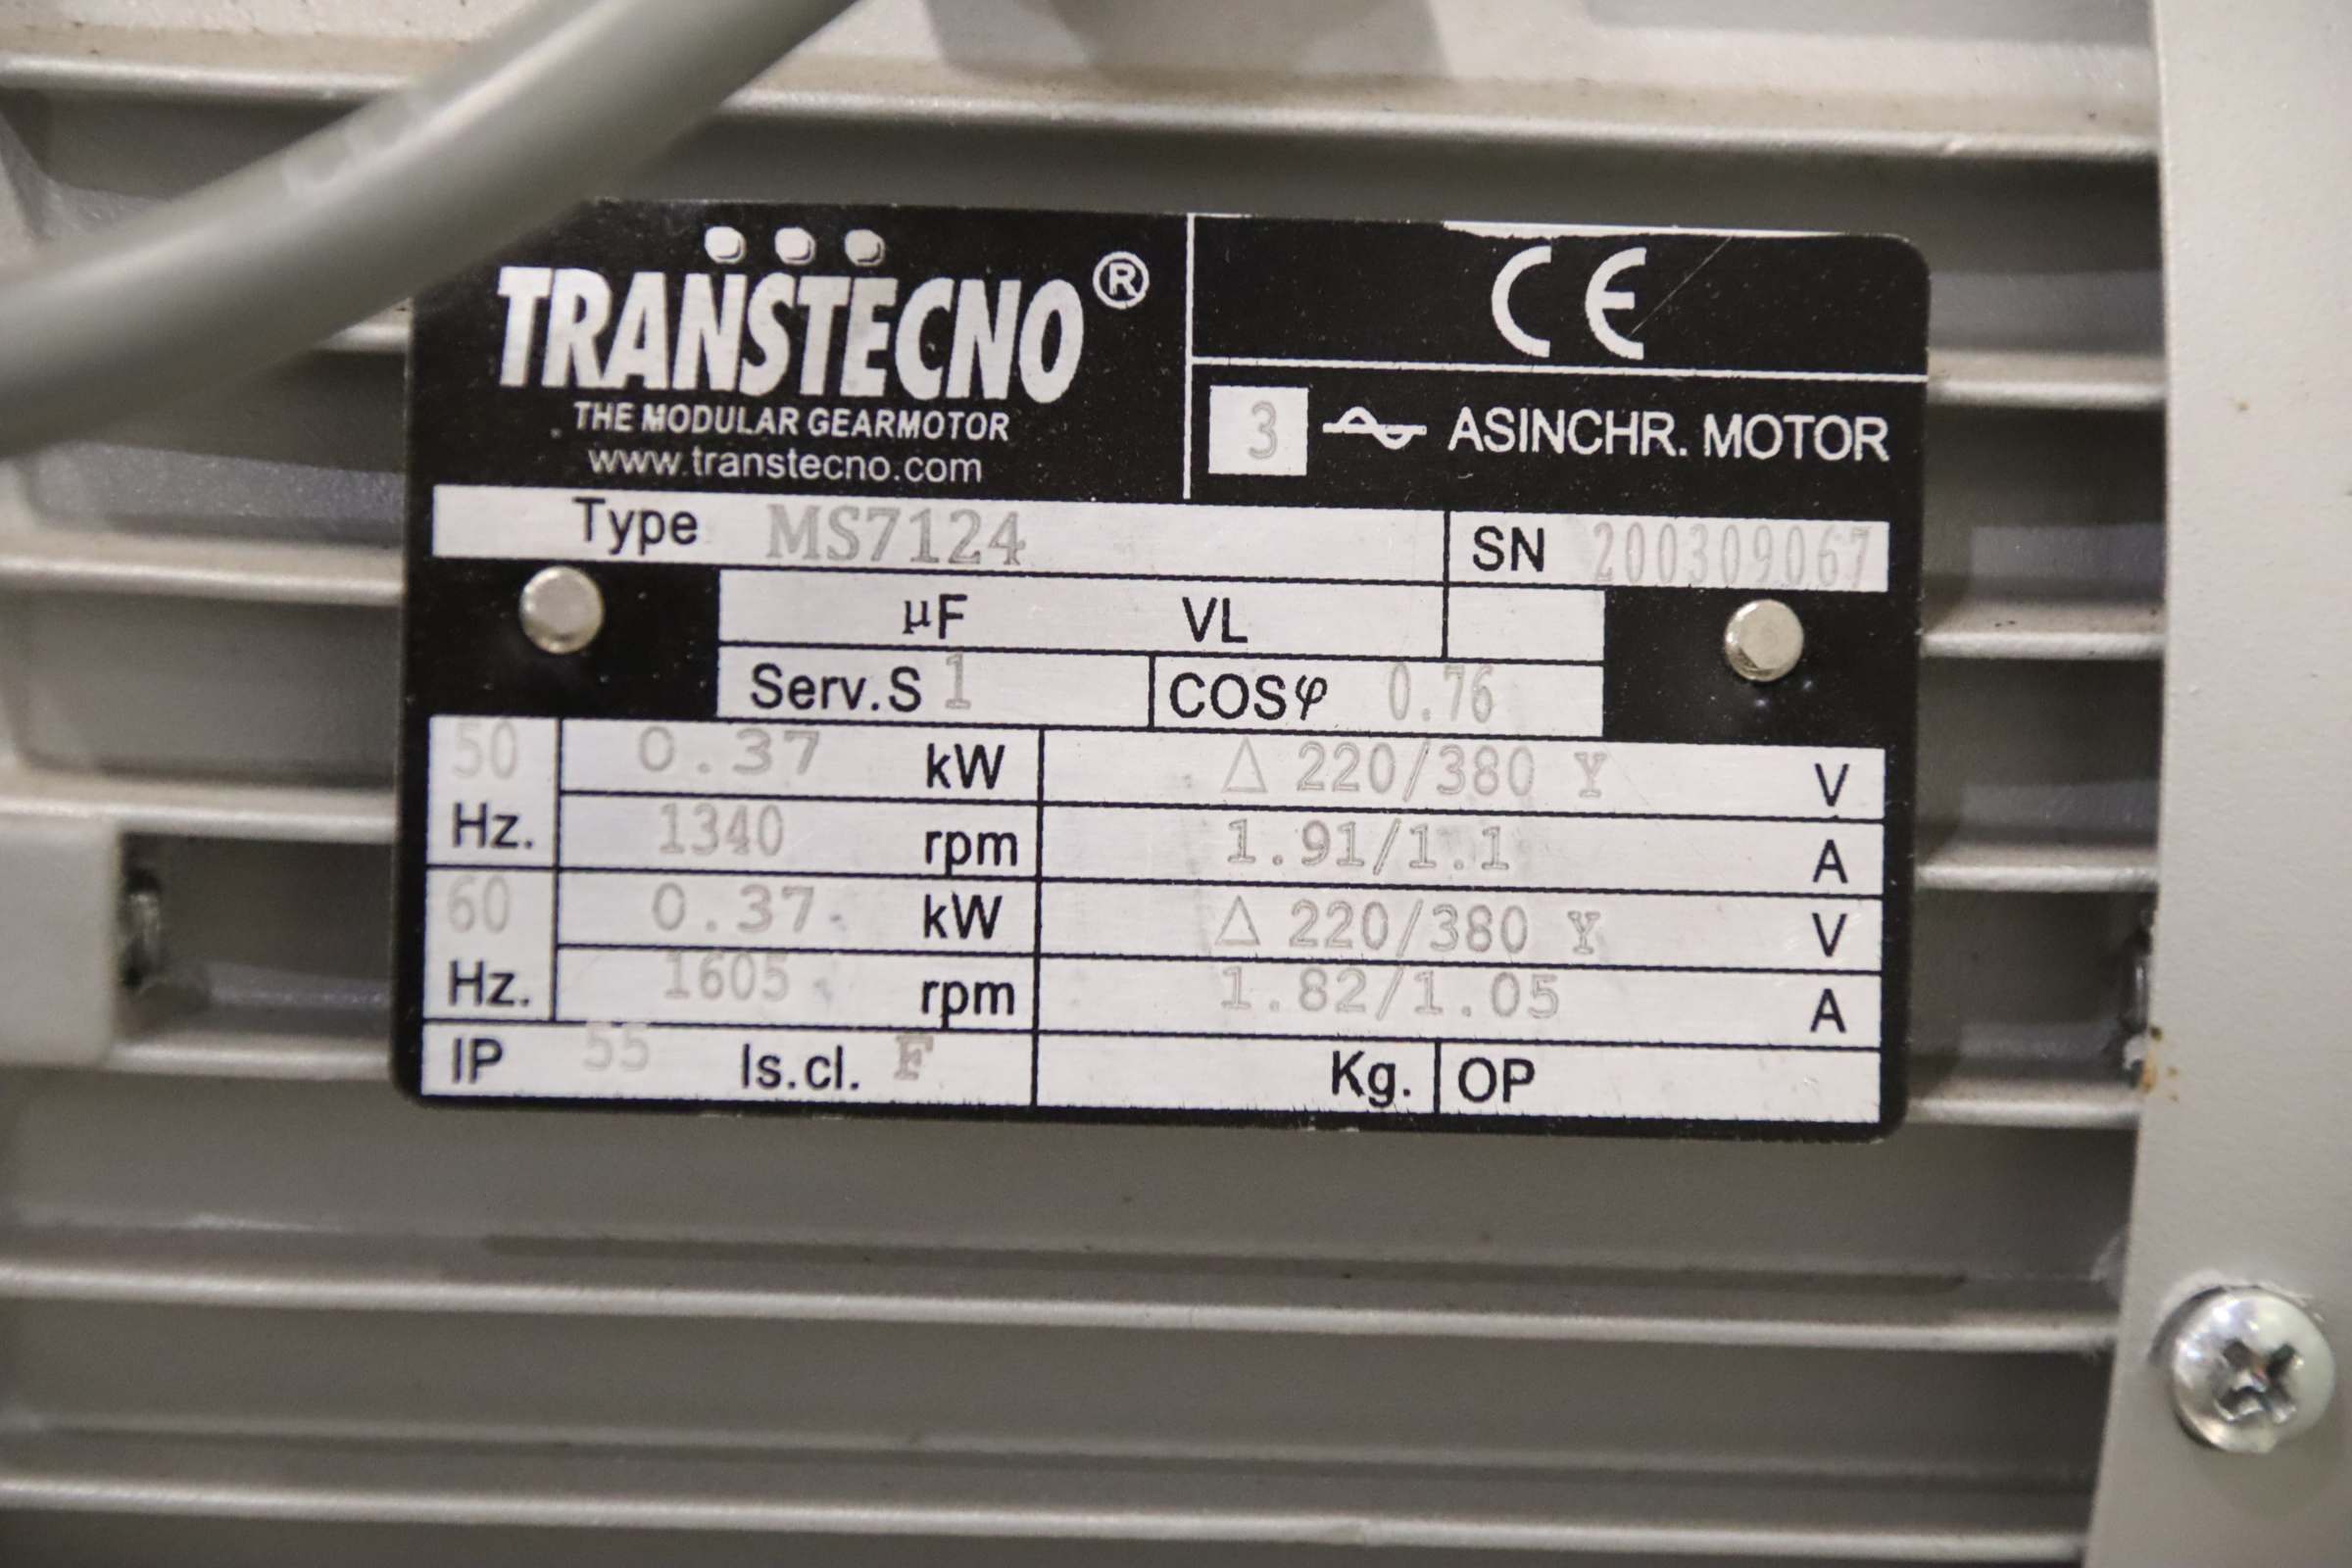 TRANSTECNO®
THE MODULAR GEARMOTOR
www.transtecno.com
CE
3 ASINCHR. MOTOR
Type MS7124 SN 200309067
µF VL
Serv.S 1 COSφ 0.76
50 Hz. 0.37 kW Δ 220/380 Y V
1340 rpm 1.91/1.1 A
60 Hz. 0.37 kW Δ 220/380 Y V
1605 rpm 1.82/1.05 A
IP 55 Is.cl. F Kg. OP